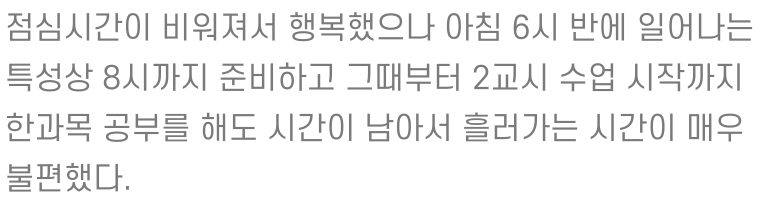 점심시간이 비워져서 행복했으나 아침 6시 반에 일어나는
특성상 8시까지 준비하고 그때부터 2교시 수업 시작까지
한과목 공부를 해도 시간이 남아서 흘러가는 시간이 매우
불편했다.